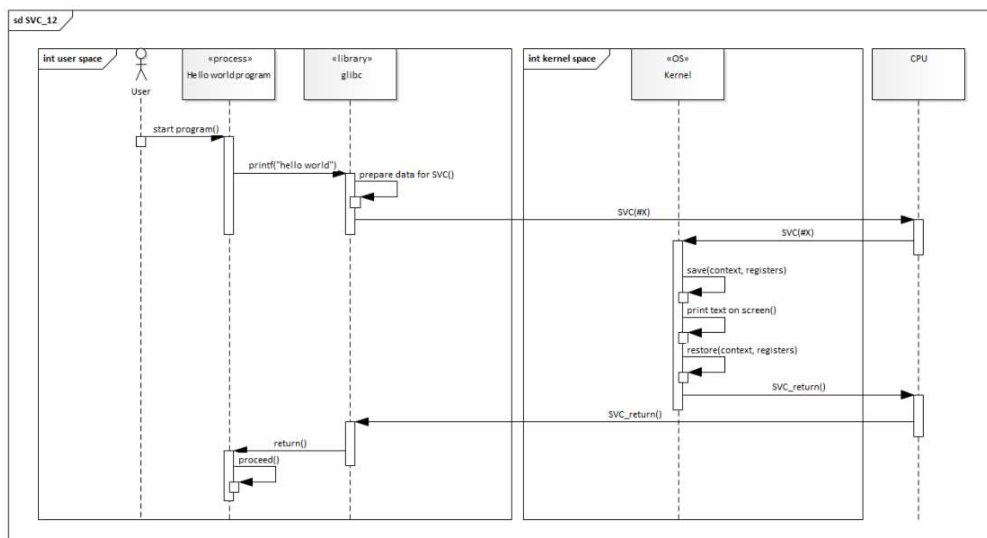 sd SVC_12
int user space
User
«process»
Hello world program
«library»
glibc
int kernel space
«OS»
Kernel
CPU
start program()
printf("hello world")
prepare data for SVC()
SVC(#X)
SVC(#X)
save(context, registers)
print text on screen()
restore(context, registers)
SVC_return()
SVC_return()
return()
proceed()